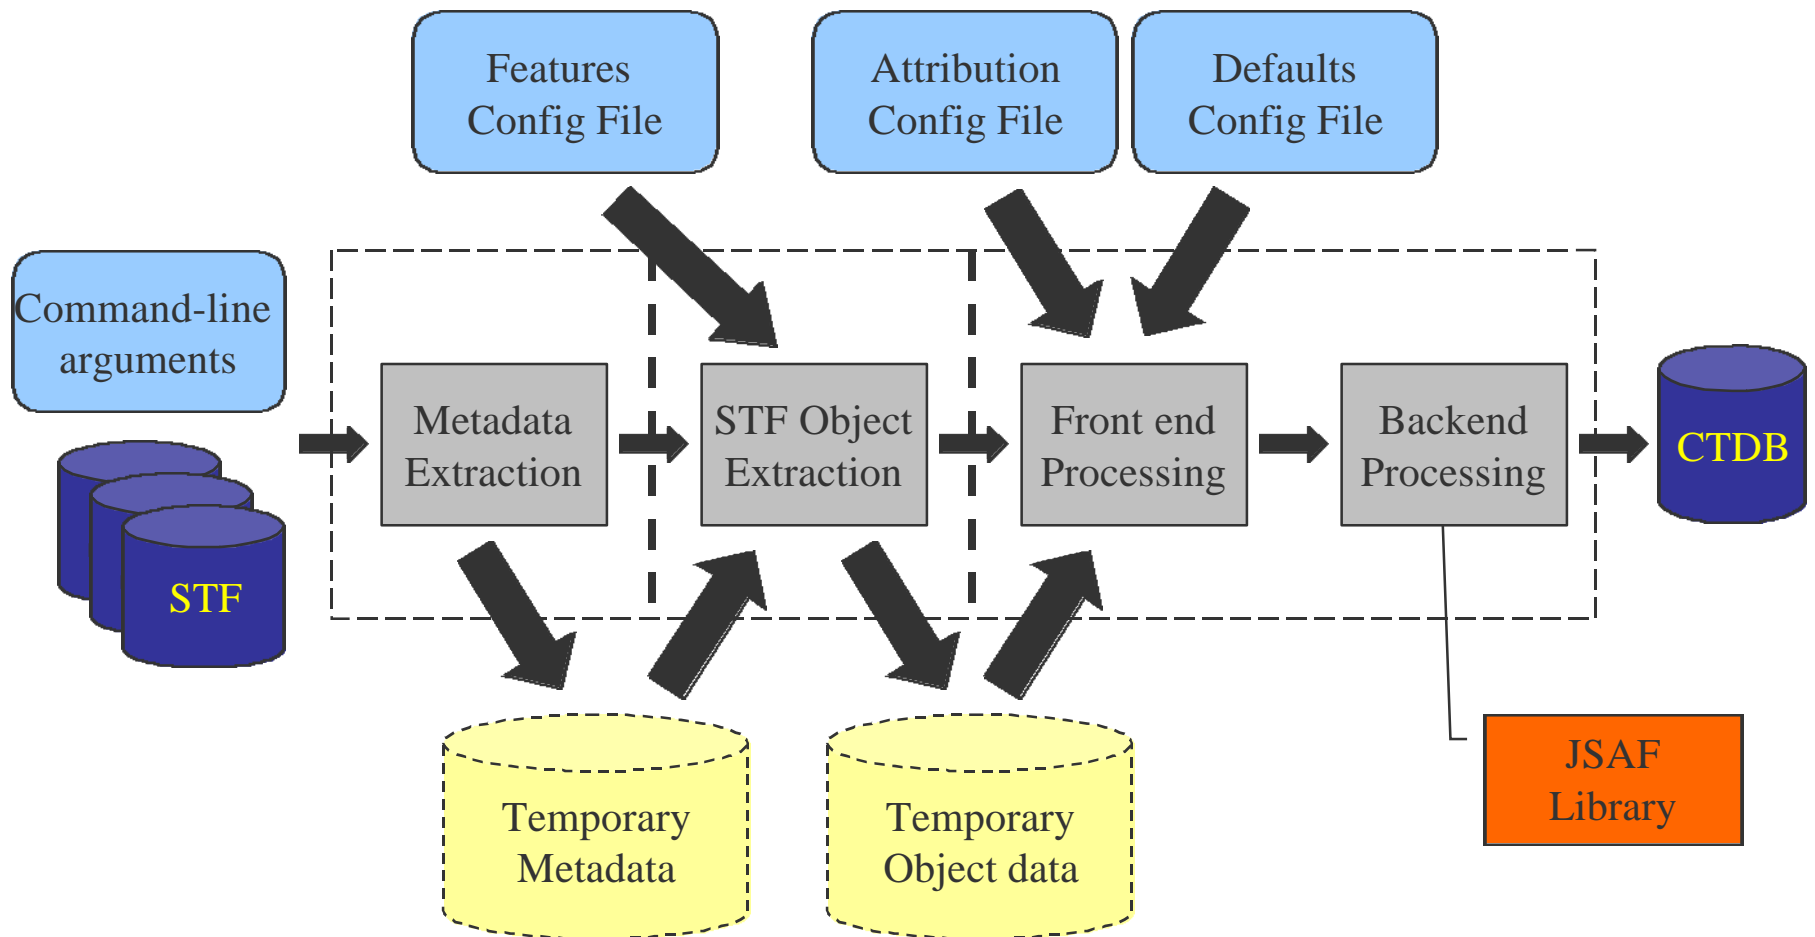 Features
Config File
Attribution
Config File
Defaults
Config File
Command-line
arguments
Metadata
Extraction
STF Object
Extraction
Front end
Processing
Backend
Processing
CTDB
STF
Temporary
Metadata
Temporary
Object data
JSAF
Library